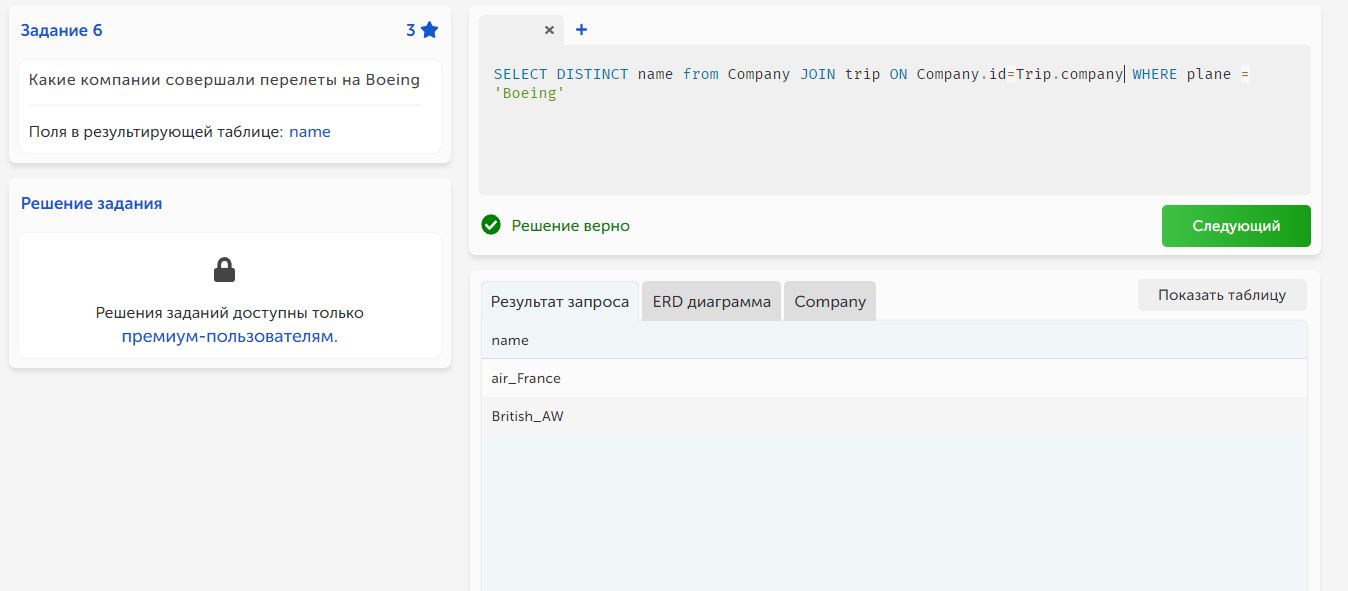 Задание 6
3
Какие компании совершали перелеты на Boeing
Поля в результирующей таблице: name
Решение задания
Решения заданий доступны только
премиум-пользователям.
× +
SELECT DISTINCT name from Company JOIN trip ON Company.id=Trip.company WHERE plane =
'Boeing'
Решение верно
Следующий
Результат запроса
ERD диаграмма
Company
Показать таблицу
name
air_France
British_AW